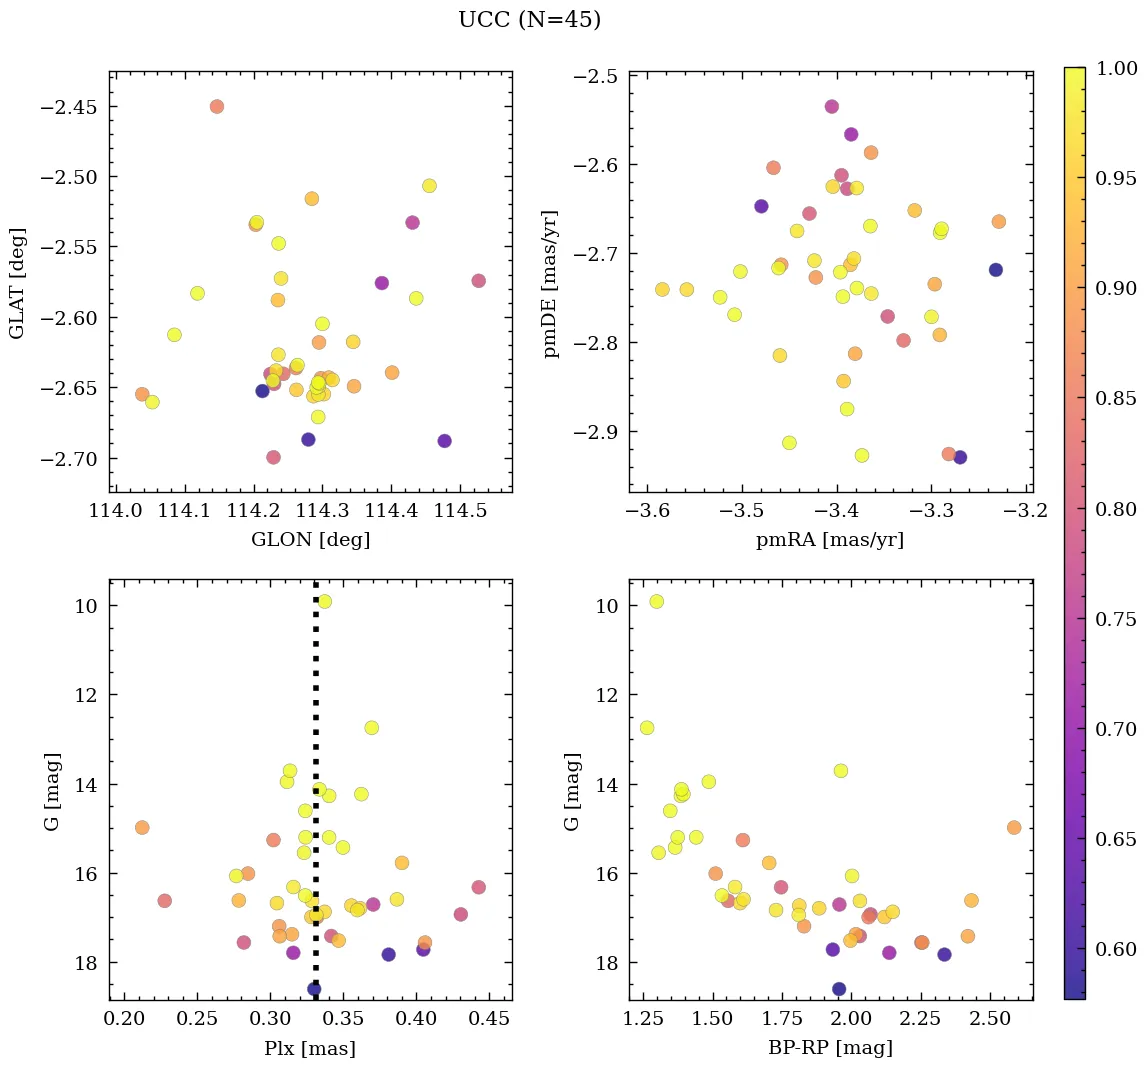 UCC (N=45)
−2.45
−2.50
−2.55
−2.60
−2.65
−2.70
GLAT [deg]
114.0 114.1 114.2 114.3 114.4 114.5
GLON [deg]
−2.5
−2.6
−2.7
−2.8
−2.9
pmDE [mas/yr]
−3.6 −3.5 −3.4 −3.3 −3.2
pmRA [mas/yr]
10
12
14
16
18
G [mag]
0.20 0.25 0.30 0.35 0.40 0.45
Plx [mas]
10
12
14
16
18
G [mag]
1.25 1.50 1.75 2.00 2.25 2.50
BP-RP [mag]
1.00
0.95
0.90
0.85
0.80
0.75
0.70
0.65
0.60